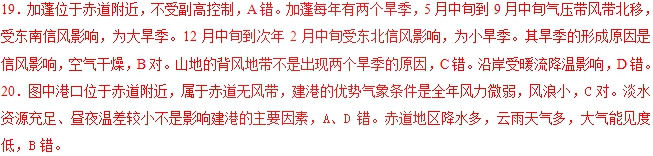 19．加蓬位于赤道附近，不受副高控制，A 错。加蓬每年有两个旱季，5 月中旬到 9 月中旬气压带风带北移，
受东南信风影响，为大旱季。12 月中旬到次年 2 月中旬受东北信风影响，为小旱季。其旱季的形成原因是
信风影响，空气干燥，B 对。山地的背风地带不是出现两个旱季的原因，C 错。沿岸受暖流降温影响，D 错。
20．图中港口位于赤道附近，属于赤道无风带，建港的优势气象条件是全年风力微弱，风浪小，C 对。淡水
资源充足、昼夜温差较小不是影响建港的主要因素，A、D 错。赤道地区降水多，云雨天气多，大气能见度
低，B 错。